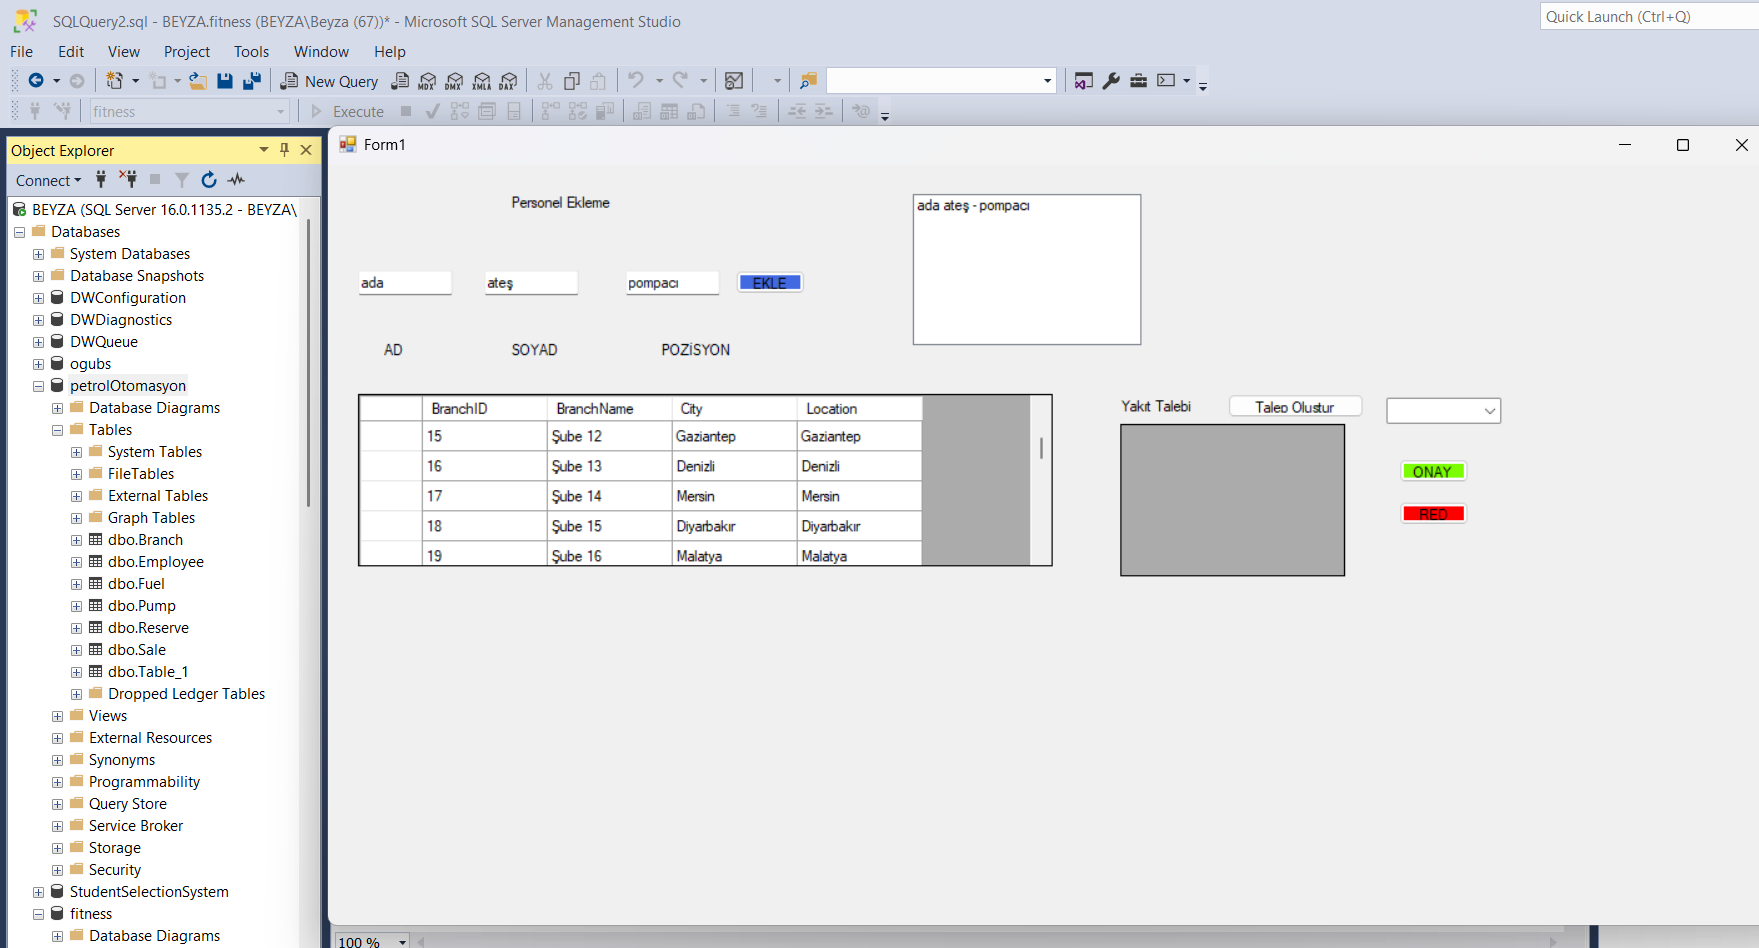 SQLQuery2.sql - BEYZA.fitness (BEYZA\Beyza (67))* - Microsoft SQL Server Management Studio
Quick Launch (Ctrl+Q)
File Edit View Project Tools Window Help
New Query MDX DMX XMLA DAX
fitness Execute
Object Explorer
Connect
BEYZA (SQL Server 16.0.1135.2 - BEYZA\
Databases
System Databases
Database Snapshots
DWConfiguration
DWDiagnostics
DWQueue
ogubs
petrolOtomasyon
Database Diagrams
Tables
System Tables
FileTables
External Tables
Graph Tables
dbo.Branch
dbo.Employee
dbo.Fuel
dbo.Pump
dbo.Reserve
dbo.Sale
dbo.Table_1
Dropped Ledger Tables
Views
External Resources
Synonyms
Programmability
Query Store
Service Broker
Storage
Security
StudentSelectionSystem
fitness
Database Diagrams
Form1
Personel Ekleme
ada ateş - pompacı
ada ateş pompacı EKLE
AD SOYAD POZİSYON
BranchID BranchName City Location
15 Şube 12 Gaziantep Gaziantep
16 Şube 13 Denizli Denizli
17 Şube 14 Mersin Mersin
18 Şube 15 Diyarbakır Diyarbakır
19 Şube 16 Malatya Malatya
Yakıt Talebi Talep Oluştur
ONAY
RED
100 %